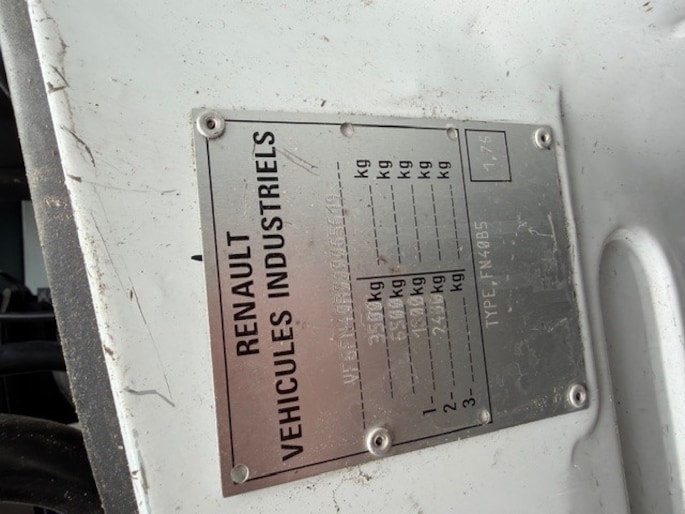 RENAULT
VEHICULES INDUSTRIELS
3500 kg kg
6500 kg kg
1- 1800 kg kg
2- 2400 kg kg
3- kg kg
TYPE,FN40B5
1,75